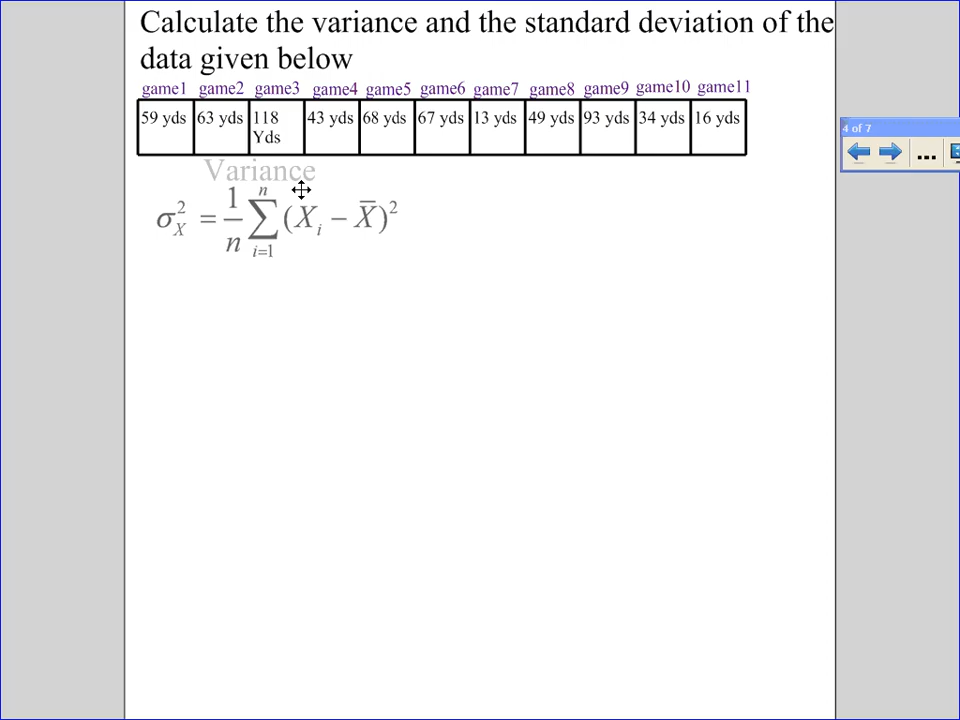 Calculate the variance and the standard deviation of the
data given below
game1 game2 game3 game4 game5 game6 game7 game8 game9 game10 game11
59 yds 63 yds 118 Yds 43 yds 68 yds 67 yds 13 yds 49 yds 93 yds 34 yds 16 yds
4 of 7
...
Variance
σ²_X = 1/n ∑_{i=1}^{n} (X_i − X̄)²